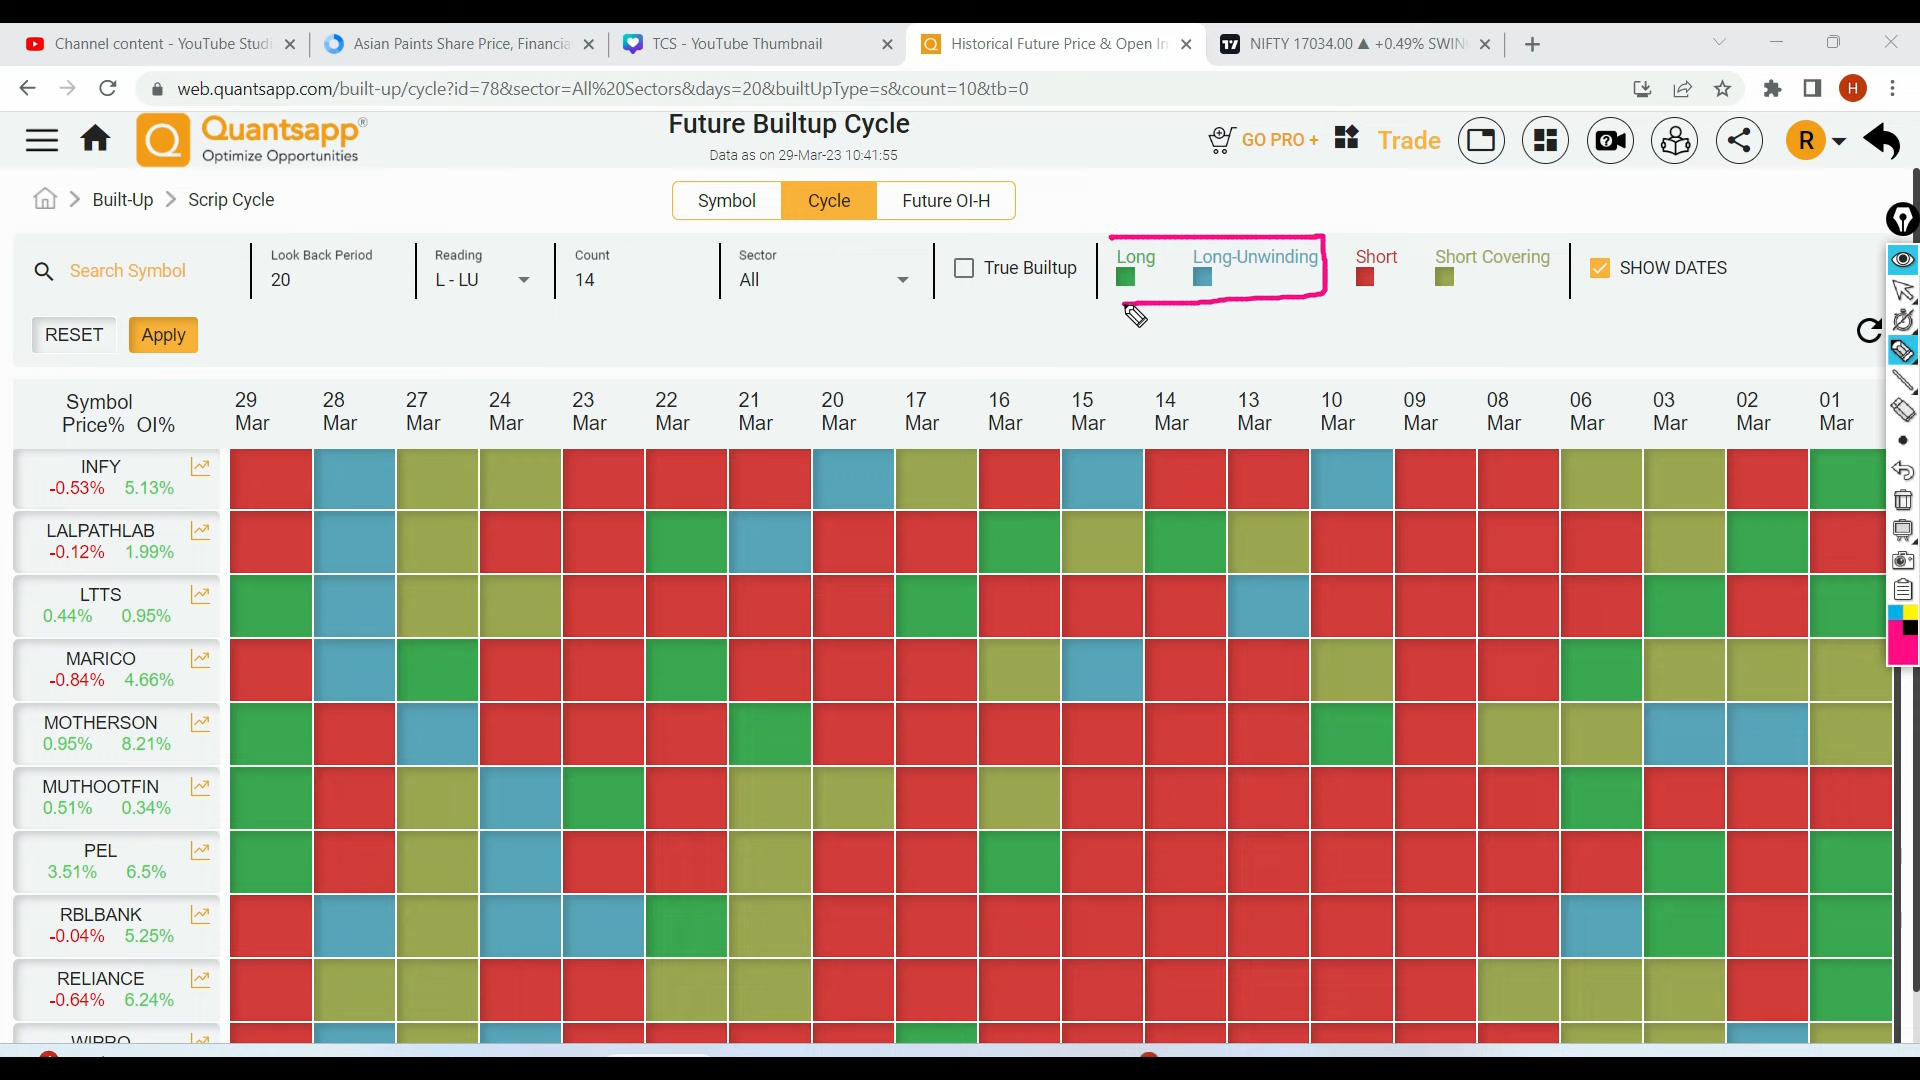 Channel content - YouTube Studi
Asian Paints Share Price, Financia
TCS - YouTube Thumbnail
Historical Future Price & Open In
NIFTY 17034.00 ▲ +0.49% SWIN
web.quantsapp.com/built-up/cycle?id=78&sector=All%20Sectors&days=20&builtUpType=s&count=10&tb=0
H
Quantsapp®
Optimize Opportunities
Future Builtup Cycle
Data as on 29-Mar-23 10:41:55
GO PRO +
Trade
R
Built-Up
Scrip Cycle
Symbol
Cycle
Future OI-H
Search Symbol
Look Back Period
20
Reading
L - LU
Count
14
Sector
All
True Builtup
Long
Long-Unwinding
Short
Short Covering
SHOW DATES
RESET
Apply
Symbol
Price% OI%
29 Mar
28 Mar
27 Mar
24 Mar
23 Mar
22 Mar
21 Mar
20 Mar
17 Mar
16 Mar
15 Mar
14 Mar
13 Mar
10 Mar
09 Mar
08 Mar
06 Mar
03 Mar
02 Mar
01 Mar
INFY
-0.53% 5.13%
LALPATHLAB
-0.12% 1.99%
LTTS
0.44% 0.95%
MARICO
-0.84% 4.66%
MOTHERSON
0.95% 8.21%
MUTHOOTFIN
0.51% 0.34%
PEL
3.51% 6.5%
RBLBANK
-0.04% 5.25%
RELIANCE
-0.64% 6.24%
WIPRO